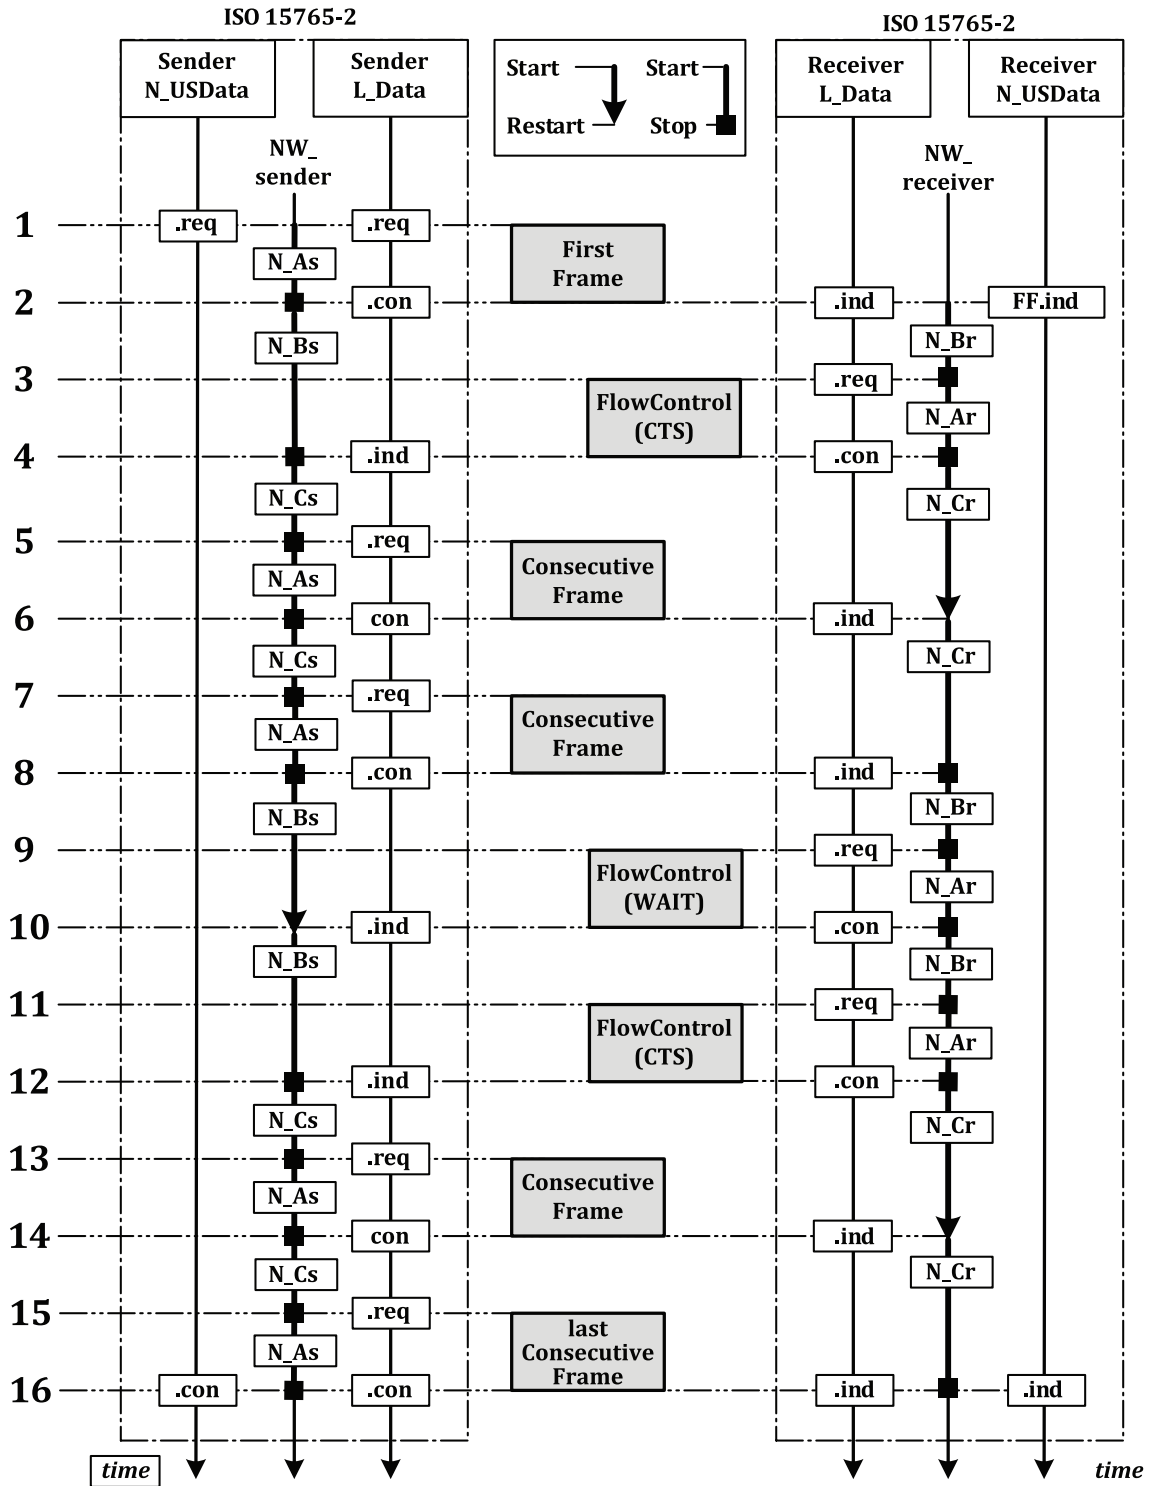 ISO 15765-2
ISO 15765-2
Sender
N_USData
Sender
L_Data
Start
Restart
Start
Stop
Receiver
L_Data
Receiver
N_USData
NW_
sender
NW_
receiver
1
.req
.req
First
Frame
N_As
2
.con
.ind
FF.ind
N_Bs
N_Br
3
.req
FlowControl
(CTS)
N_Ar
4
.ind
.con
N_Cs
N_Cr
5
.req
Consecutive
Frame
N_As
6
con
.ind
N_Cs
N_Cr
7
.req
Consecutive
Frame
N_As
8
.con
.ind
N_Bs
N_Br
9
.req
FlowControl
(WAIT)
N_Ar
10
.ind
.con
N_Bs
N_Br
11
.req
FlowControl
(CTS)
N_Ar
12
.ind
.con
N_Cs
N_Cr
13
.req
Consecutive
Frame
N_As
14
con
.ind
N_Cs
N_Cr
15
.req
last
Consecutive
Frame
N_As
16
.con
.con
.ind
.ind
time
time